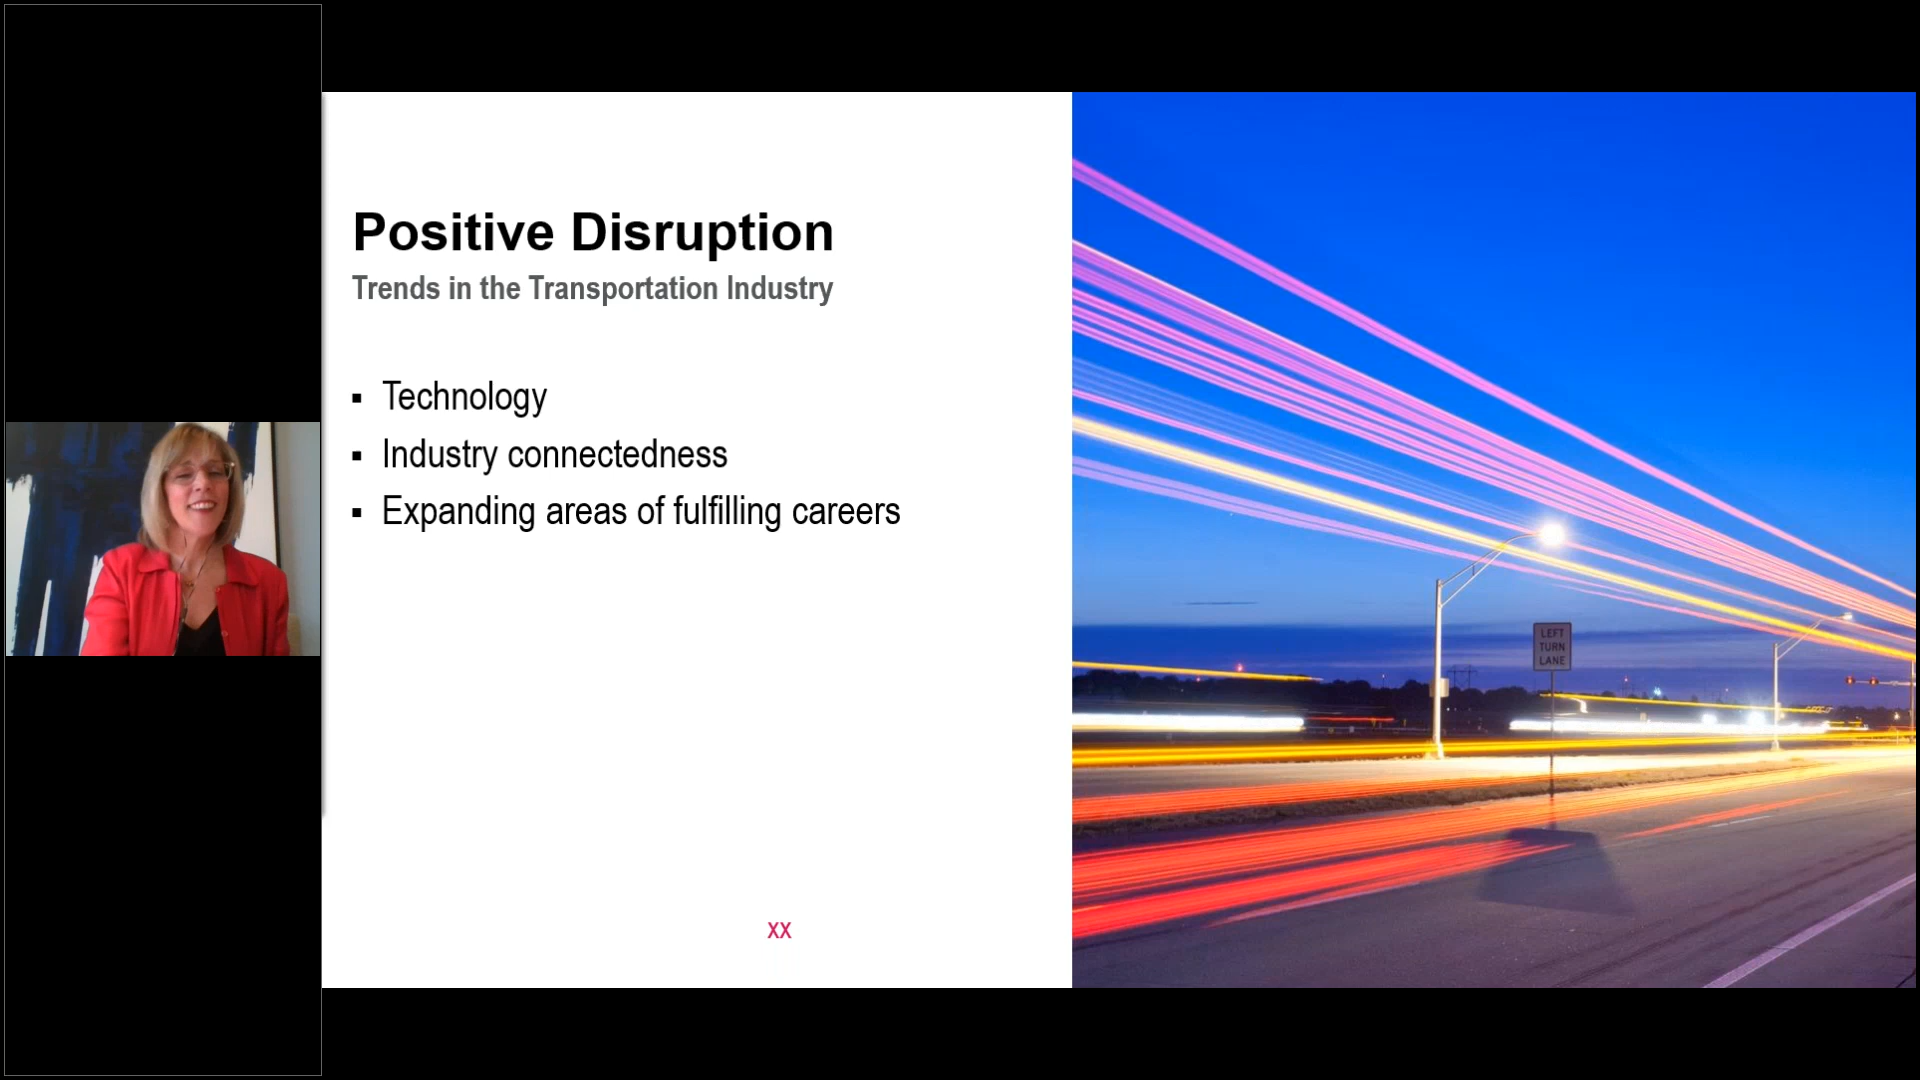 Positive Disruption
Trends in the Transportation Industry
▪ Technology
▪ Industry connectedness
▪ Expanding areas of fulfilling careers
XX
LEFT
TURN
LANE